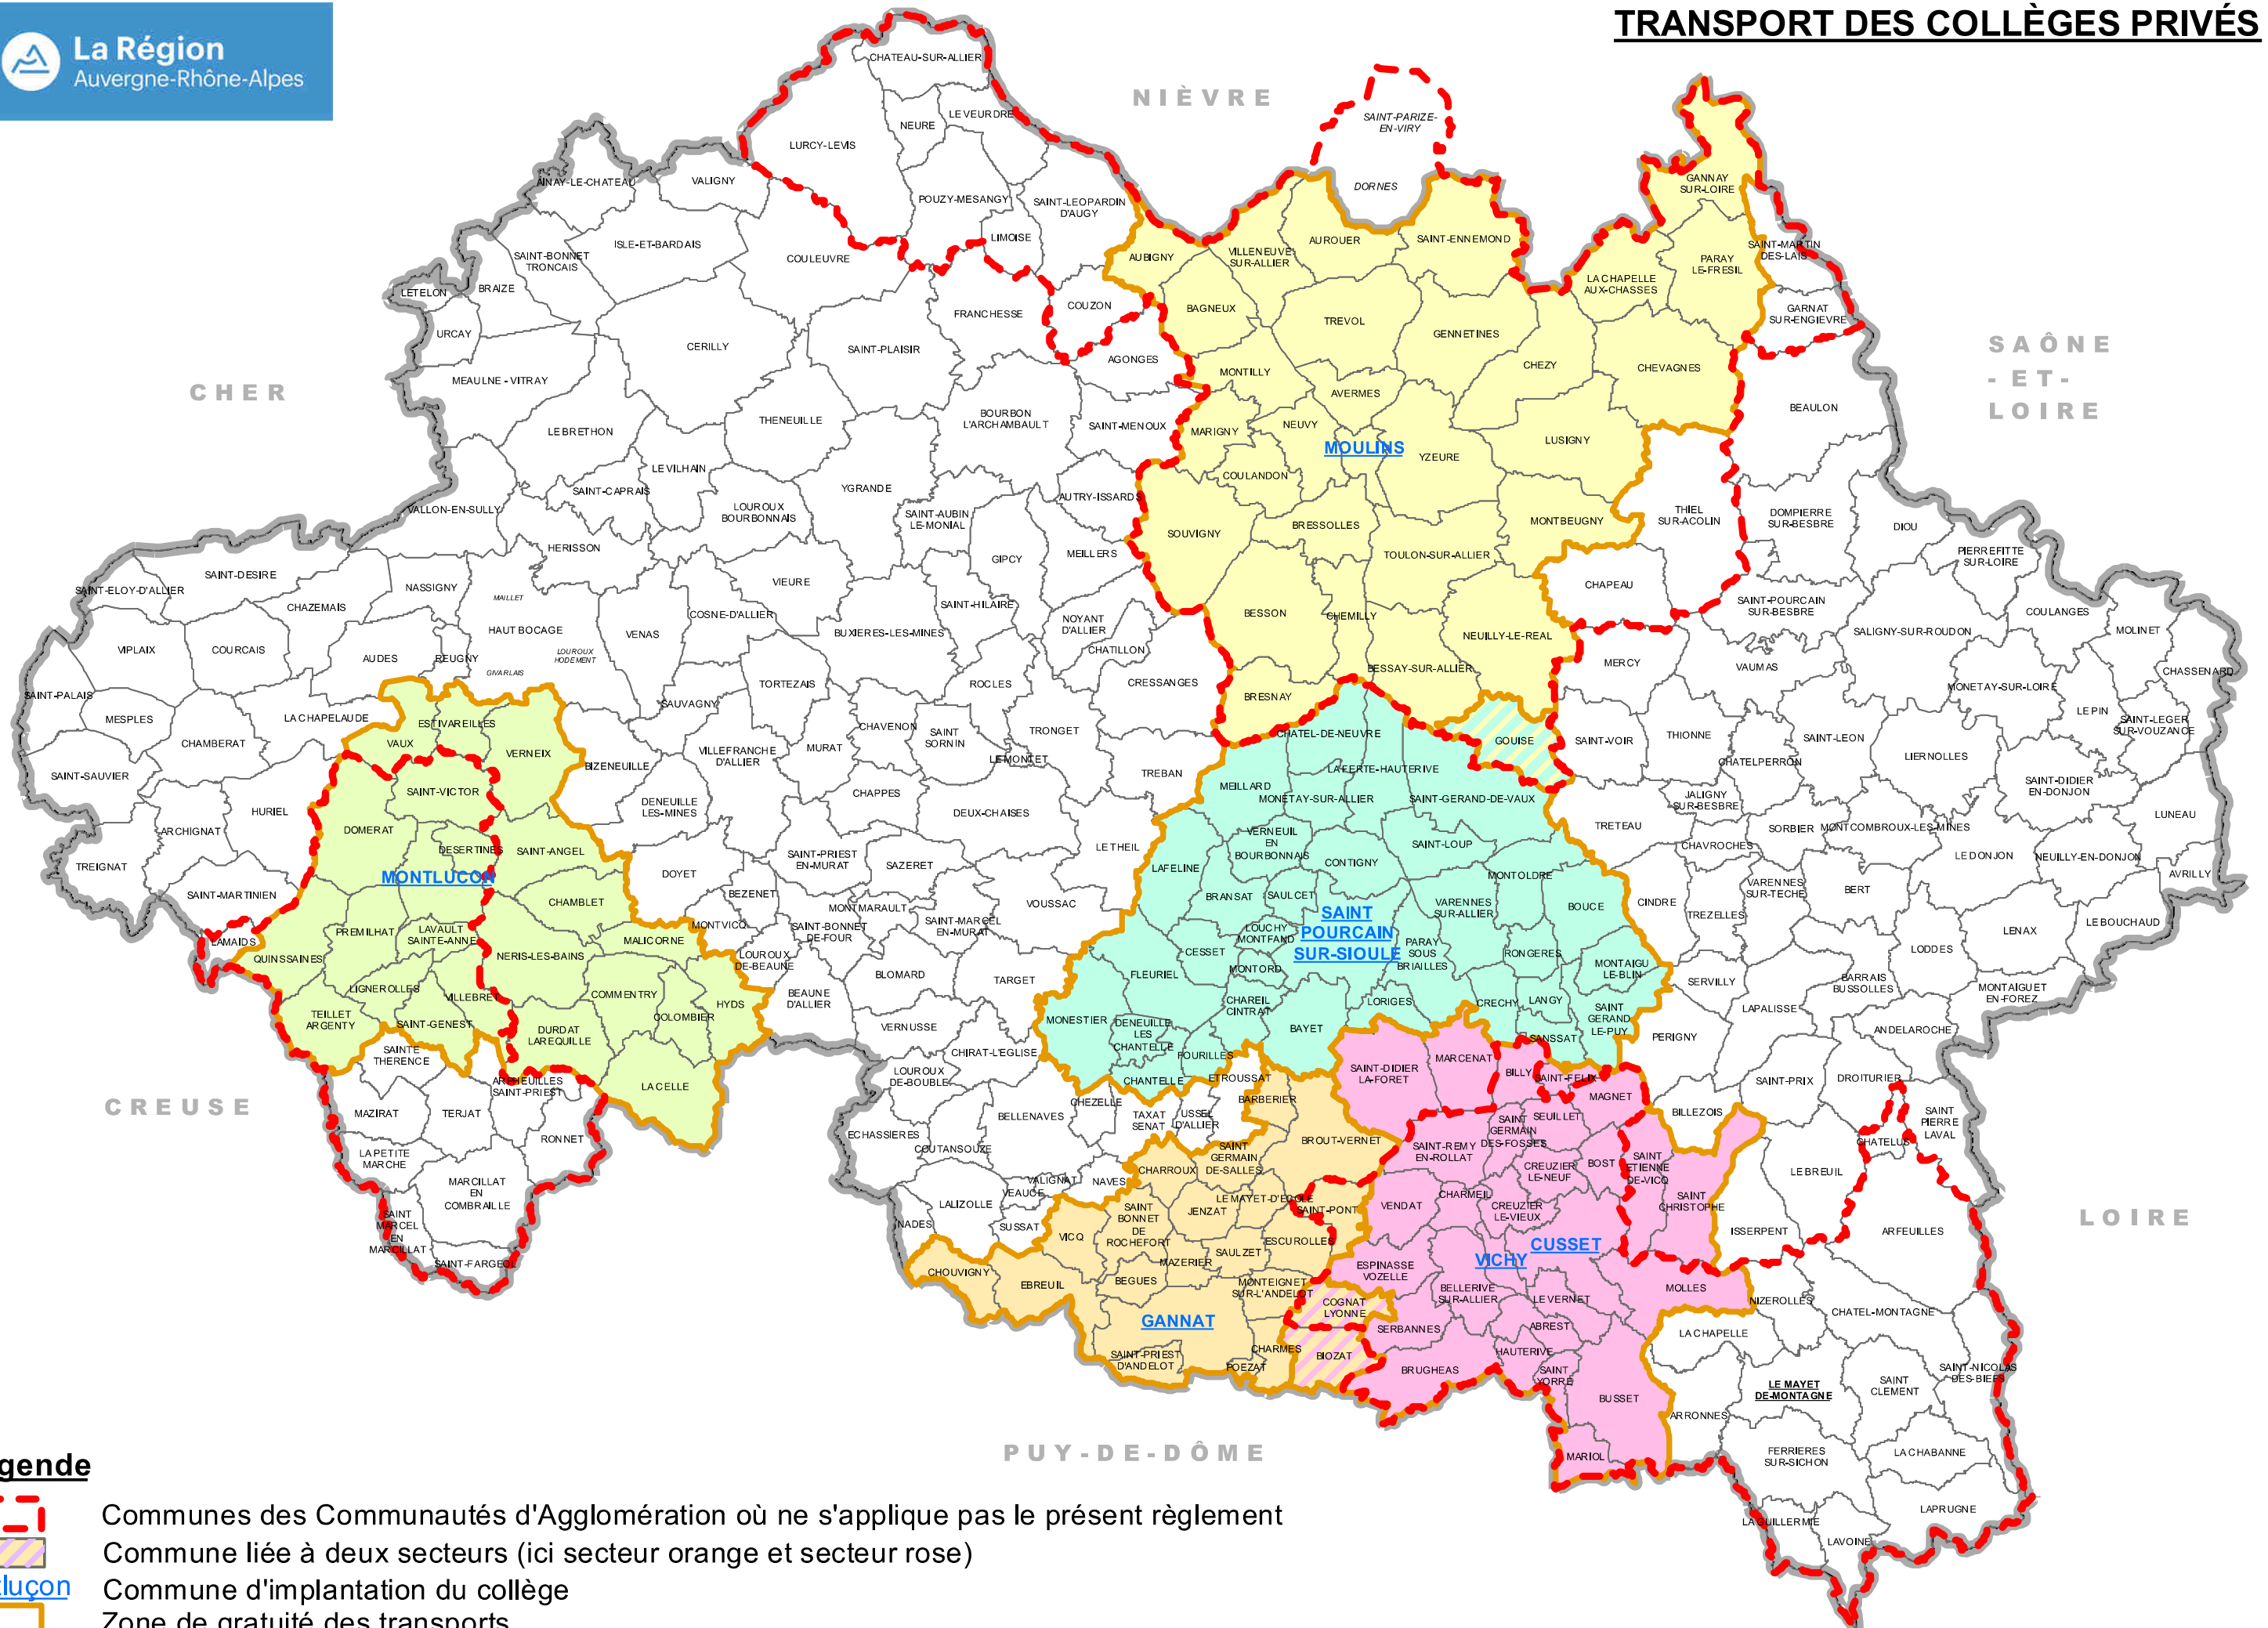 TRANSPORT DES COLLÈGES PRIVÉS
La Région
Auvergne-Rhône-Alpes
NIÈVRE
CHER
SAÔNE
- ET -
LOIRE
CREUSE
LOIRE
PUY-DE-DÔME
CHATEAU-SUR-ALLIER
LE VEURDRE
NEURE
LURCY-LEVIS
SAINT-PARIZE-
EN-VIRY
DORNES
AINAY-LE-CHATEAU
VALIGNY
POUZY-MESANGY
SAINT-LEOPARDIN
D'AUGY
LIMOISE
GANNAY
SUR-LOIRE
ISLE-ET-BARDAIS
COULEUVRE
SAINT-BONNET
TRONCAIS
BRAIZE
LETELON
URCAY
AUBIGNY
VILLENEUVE
SUR-ALLIER
AUROUER
SAINT-ENNEMOND
PARAY
LE-FRESIL
SAINT-MARTIN
DES-LAIS
LA CHAPELLE
AUX-CHASSES
GARNAT
SUR-ENGIEVRE
COUZON
BAGNEUX
FRANCHESSE
TREVOL
GENNETINES
CERILLY
SAINT-PLAISIR
AGONGES
MEAULNE - VITRAY
MONTILLY
CHEZY
CHEVAGNES
AVERMES
BEAULON
THENEUILLE
BOURBON
L'ARCHAMBAULT
SAINT-MENOUX
LE BRETHON
MARIGNY
NEUVY
MOULINS
YZEURE
LUSIGNY
LE VILHAIN
SAINT-CAPRAIS
COULANDON
YGRANDE
AUTRY-ISSARDS
VALLON-EN-SULLY
LOUROUX
BOURBONNAIS
SAINT-AUBIN
LE-MONIAL
SOUVIGNY
BRESSOLLES
MONTBEUGNY
THIEL
SUR-ACOLIN
DOMPIERRE
SUR-BESBRE
DIOU
HERISSON
GIPCY
MEILLERS
TOULON-SUR-ALLIER
PIERREFITTE
SUR-LOIRE
SAINT-DESIRE
SAINT-ELOY-D'ALLIER
NASSIGNY
CHAZEMAIS
MAILLET
VIEURE
CHAPEAU
SAINT-HILAIRE
SAINT-POURCAIN
SUR-BESBRE
COULANGES
COSNE-D'ALLIER
BESSON
CHEMILLY
HAUT BOCAGE
VENAS
BUXIERES-LES-MINES
NOYANT
D'ALLIER
NEUILLY-LE-REAL
SALIGNY-SUR-ROUDON
MOLINET
VIPLAIX
COURCAIS
AUDES
REUGNY
LOUROUX
HODEMENT
GIVARLAIS
CHATILLON
BESSAY-SUR-ALLIER
MERCY
VAUMAS
CHASSENARD
SAINT-PALAIS
TORTEZAIS
ROCLES
CRESSANGES
BRESNAY
MONETAY-SUR-LOIRE
SAUVAGNY
MESPLES
LA CHAPELAUDE
ESTIVAREILLES
CHAVENON
SAINT
SORNIN
TRONGET
LE PIN
SAINT-LEGER
SUR-VOUZANCE
CHAMBERAT
VAUX
VERNEIX
VILLEFRANCHE
D'ALLIER
MURAT
LE MONTET
CHATEL-DE-NEUVRE
GOUISE
SAINT-VOIR
THIONNE
SAINT-LEON
LIERNOLLES
SAINT-SAUVIER
BIZENEUILLE
TREBAN
LA FERTE-HAUTERIVE
CHATELPERRON
SAINT-DIDIER
EN-DONJON
SAINT-VICTOR
DENEUILLE
LES-MINES
CHAPPES
MEILLARD
MONETAY-SUR-ALLIER
SAINT-GERAND-DE-VAUX
JALIGNY
SUR-BESBRE
HURIEL
DEUX-CHAISES
LUNEAU
ARCHIGNAT
DOMERAT
VERNEUIL
EN
BOURBONNAIS
TRETEAU
SORBIER
MONTCOMBROUX-LES-MINES
DESERTINES
SAINT-ANGEL
SAINT-PRIEST
EN-MURAT
SAZERET
LE THEIL
SAINT-LOUP
CHAVROCHES
LE DONJON
NEUILLY-EN-DONJON
TREIGNAT
DOYET
LAFELINE
CONTIGNY
AVRILLY
MONTLUCON
BEZENET
MONTOLDRE
VARENNES
SUR-TECHE
BERT
SAINT-MARTINIEN
CHAMBLET
MONTMARAULT
VOUSSAC
BRANSAT
SAULCET
VARENNES
SUR-ALLIER
BOUCE
CINDRE
TREZELLES
LE BOUCHAUD
MONTVICQ
SAINT-BONNET
DE-FOUR
SAINT-MARCEL
EN-MURAT
SAINT
POURCAIN
SUR-SIOULE
LENAX
LAMAIDS
PREMILHAT
LAVAULT
SAINTE-ANNE
MALICORNE
LOUCHY
MONTFAND
PARAY
SOUS
BRIAILLES
LODDES
QUINSSAINES
NERIS-LES-BAINS
LOUROUX
DE-BEAUNE
CESSET
RONGERES
MONTAIGU
LE-BLIN
BLOMARD
TARGET
FLEURIEL
MONTORD
SERVILLY
BARRAIS
BUSSOLLES
LIGNEROLLES
VILLEBRET
COMMENTRY
HYDS
BEAUNE
D'ALLIER
CHAREIL
CINTRAT
LORIGES
CRECHY
LANGY
MONTAIGUET
EN-FOREZ
TEILLET
ARGENTY
SAINT-GENEST
COLOMBIER
VERNUSSE
MONESTIER
DENEUILLE
LES
CHANTELLE
BAYET
SAINT
GERAND
LE-PUY
LAPALISSE
DURDAT
LAREQUILLE
SANSSAT
PERIGNY
ANDELAROCHE
SAINTE
THERENCE
CHIRAT-L'EGLISE
FOURILLES
MARCENAT
LOUROUX
DE-BOUBLE
CHANTELLE
ETROUSSAT
SAINT-DIDIER
LA-FORET
BILLY
SAINT-FELIX
SAINT-PRIX
DROITURIER
ARPHEUILLES
SAINT-PRIEST
LA CELLE
CHEZELLE
BARBERIER
MAGNET
MAZIRAT
TERJAT
BELLENAVES
TAXAT
SENAT
USSEL
D'ALLIER
SEUILLET
BILLEZOIS
SAINT
PIERRE
LAVAL
RONNET
ECHASSIERES
COUTANSOUZE
BROUT-VERNET
SAINT-REMY
EN-ROLLAT
SAINT
GERMAIN
DES-FOSSES
CHATELUS
LA PETITE
MARCHE
SAINT
GERMAIN
DE-SALLES
CHARROUX
CREUZIER
LE-NEUF
BOST
SAINT
ETIENNE
DE-VICQ
LE BREUIL
MARCILLAT
EN
COMBRAILLE
VALIGNAT
NAVES
VEAUCE
LALIZOLLE
LE MAYET-D'ECOLE
SAINT-PONT
VENDAT
CHARMEIL
CREUZIER
LE-VIEUX
SAINT
CHRISTOPHE
SAINT
MARCEL
EN
MARCILLAT
NADES
SUSSAT
VICQ
SAINT
BONNET
DE
ROCHEFORT
JENZAT
ISSERPENT
ARFEUILLES
SAINT-FARGEOL
SAULZET
ESCUROLLES
CUSSET
VICHY
CHOUVIGNY
EBREUIL
MAZERIER
BEGUES
MONTEIGNET
SUR-L'ANDELOT
ESPINASSE
VOZELLE
BELLERIVE
SUR-ALLIER
LE VERNET
MOLLES
COGNAT
LYONNE
NIZEROLLES
CHATEL-MONTAGNE
GANNAT
SERBANNES
ABREST
LA CHAPELLE
SAINT-PRIEST
D'ANDELOT
POEZAT
CHARMES
BIOZAT
BRUGHEAS
HAUTERIVE
SAINT
YORRE
SAINT-NICOLAS
DES-BIEFS
BUSSET
LE MAYET
DE-MONTAGNE
SAINT
CLEMENT
ARRONNES
MARIOL
FERRIERES
SUR-SICHON
LA CHABANNE
LAPRUGNE
LA GUILLERMIE
LAVOINE
gende
Communes des Communautés d'Agglomération où ne s'applique pas le présent règlement
Commune liée à deux secteurs (ici secteur orange et secteur rose)
luçon
Commune d'implantation du collège
Zone de gratuité des transports